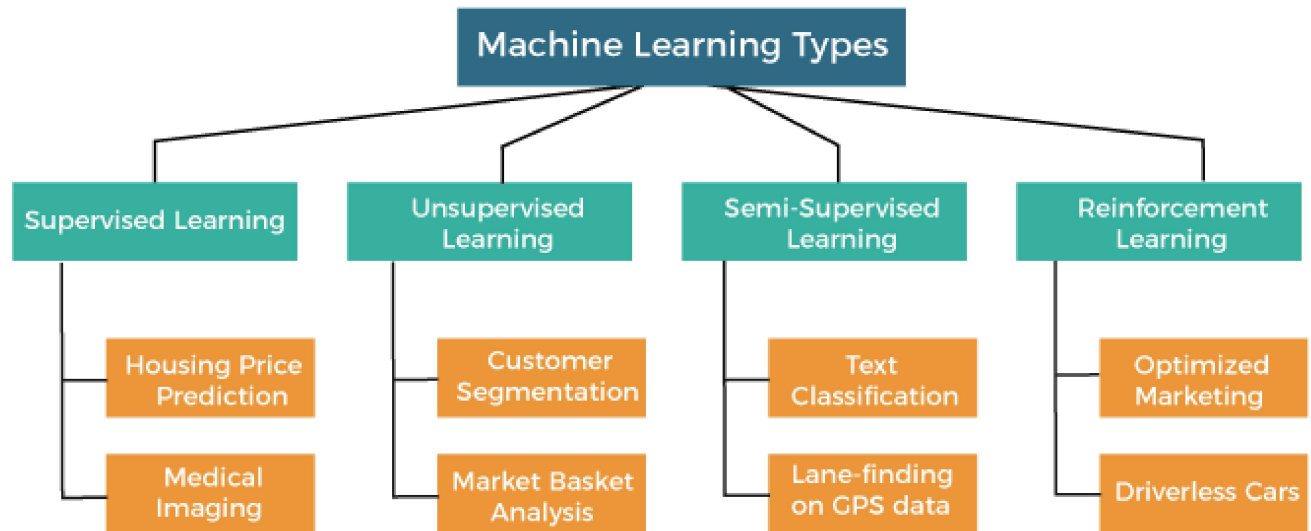 Machine Learning Types
Supervised Learning
Unsupervised
Learning
Semi-Supervised
Learning
Reinforcement
Learning
Housing Price
Prediction
Customer
Segmentation
Text
Classification
Optimized
Marketing
Medical
Imaging
Market Basket
Analysis
Lane-finding
on GPS data
Driverless Cars